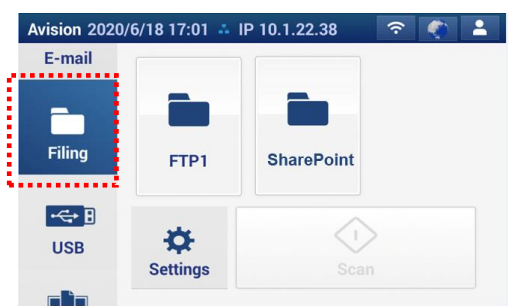 Avision 2020/6/18 17:01 IP 10.1.22.38
E-mail
Filing
FTP1
SharePoint
USB
Settings
Scan